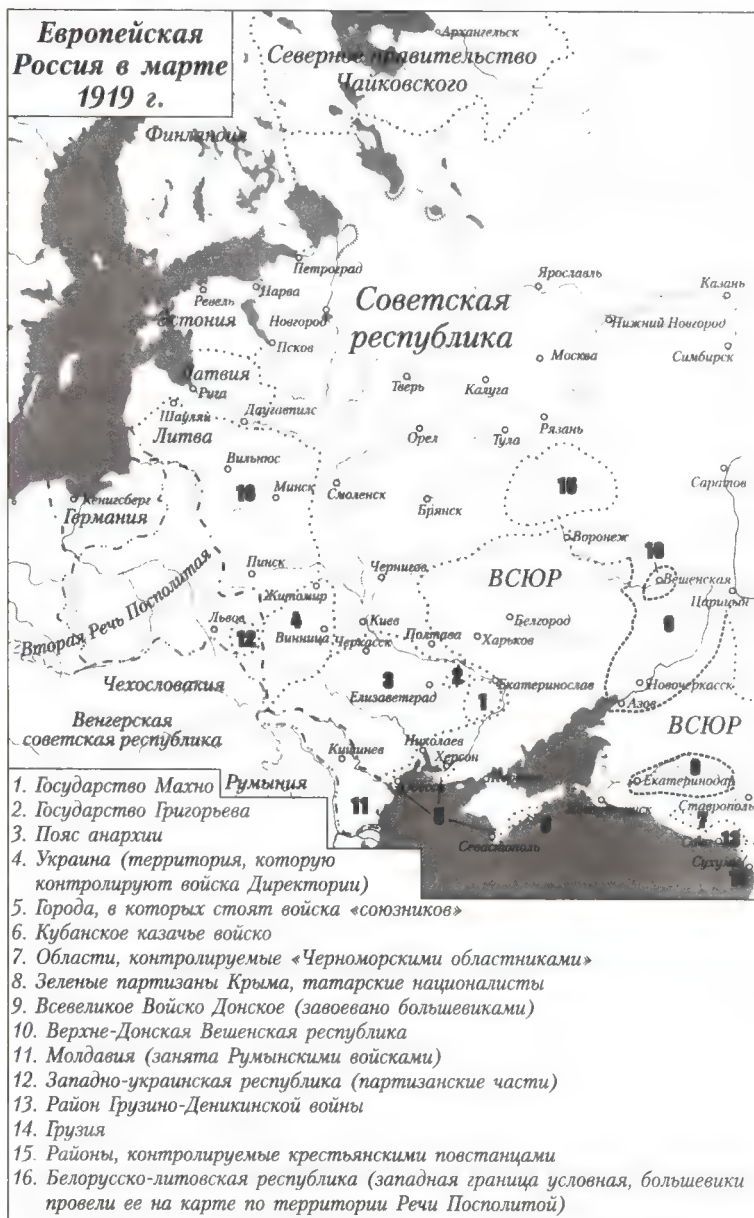 Европейская
Россия в марте
1919 г.
Архангельск
Северное правительство
Чайковского
Финляндия
Петроград
Ревель
Нарва
Эстония
Новгород
Псков
Советская
республика
Ярославль
Казань
Нижний Новгород
Москва
Симбирск
Латвия
Рига
Тверь
Калуга
Шауляй
Даугавпилс
Литва
Орел
Тула
Рязань
Вильнюс
16
Минск
Смоленск
Брянск
15
Саратов
Кенигсберг
Германия
Воронеж
10
Вешенская
Царицын
Пинск
Чернигов
ВСЮР
9
Вторая Речь Посполитая
Житомир
Львов
12
4
Винница
Киев
Черкасск
Полтава
Белгород
Харьков
Чехословакия
3
2
Елизаветград
1
Екатеринослав
Новочеркасск
Азов
Венгерская
советская республика
ВСЮР
Кишинев
Николаев
Херсон
Румыния
Екатеринодар
Ставрополь
11
5
Севастополь
7
13
Сухуми
1. Государство Махно
2. Государство Григорьева
3. Пояс анархии
4. Украина (территория, которую
контролируют войска Директории)
5. Города, в которых стоят войска «союзников»
6. Кубанское казачье войско
7. Области, контролируемые «Черноморскими областниками»
8. Зеленые партизаны Крыма, татарские националисты
9. Всевеликое Войско Донское (завоевано большевиками)
10. Верхне-Донская Вешенская республика
11. Молдавия (занята Румынскими войсками)
12. Западно-украинская республика (партизанские части)
13. Район Грузино-Деникинской войны
14. Грузия
15. Районы, контролируемые крестьянскими повстанцами
16. Белорусско-литовская республика (западная граница условная, большевики
провели ее на карте по территории Речи Посполитой)